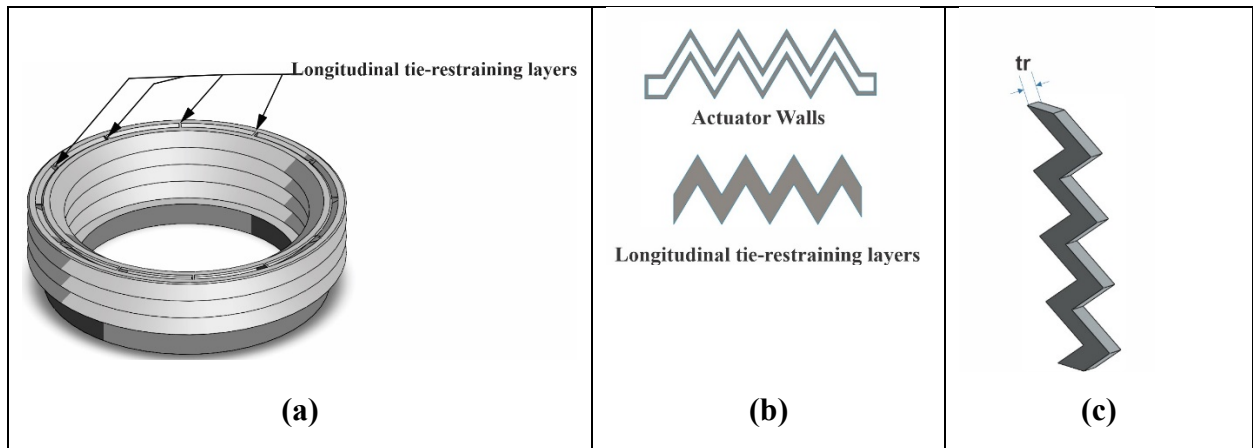 Longitudinal tie-restraining layers
(a)
Actuator Walls
Longitudinal tie-restraining layers
(b)
tr
(c)